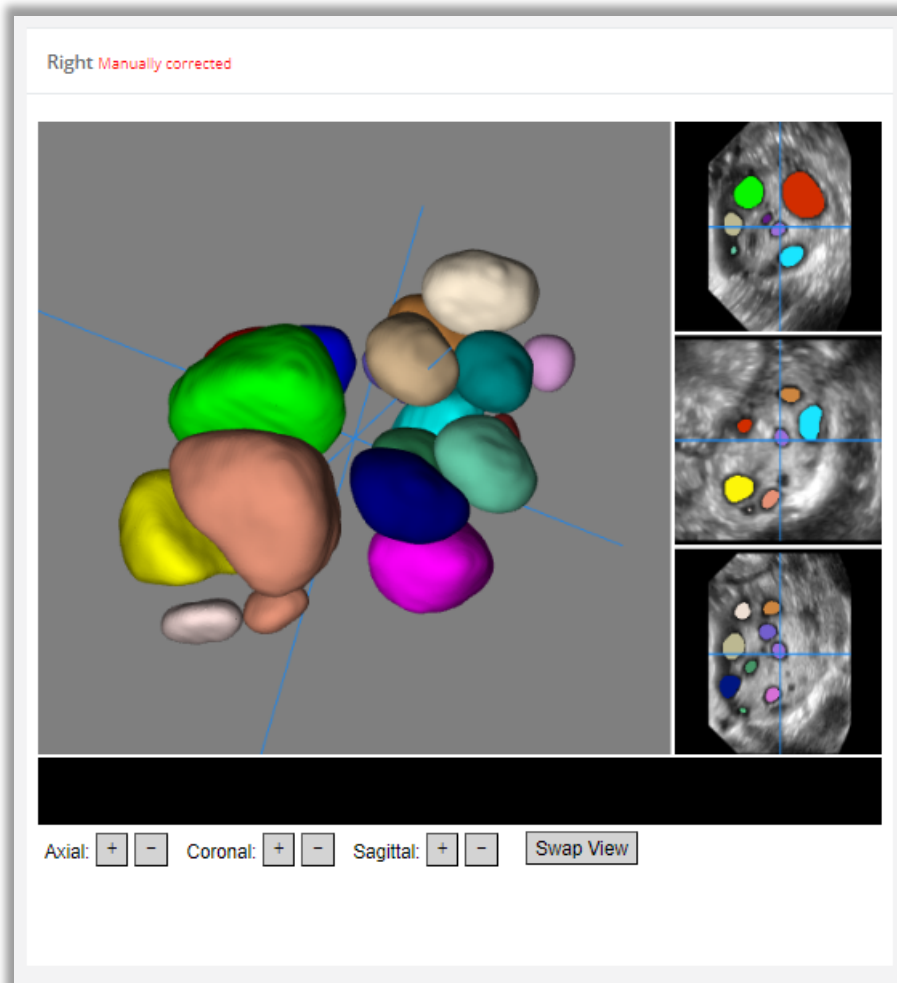 Right Manually corrected
Axial: + − Coronal: + − Sagittal: + − Swap View